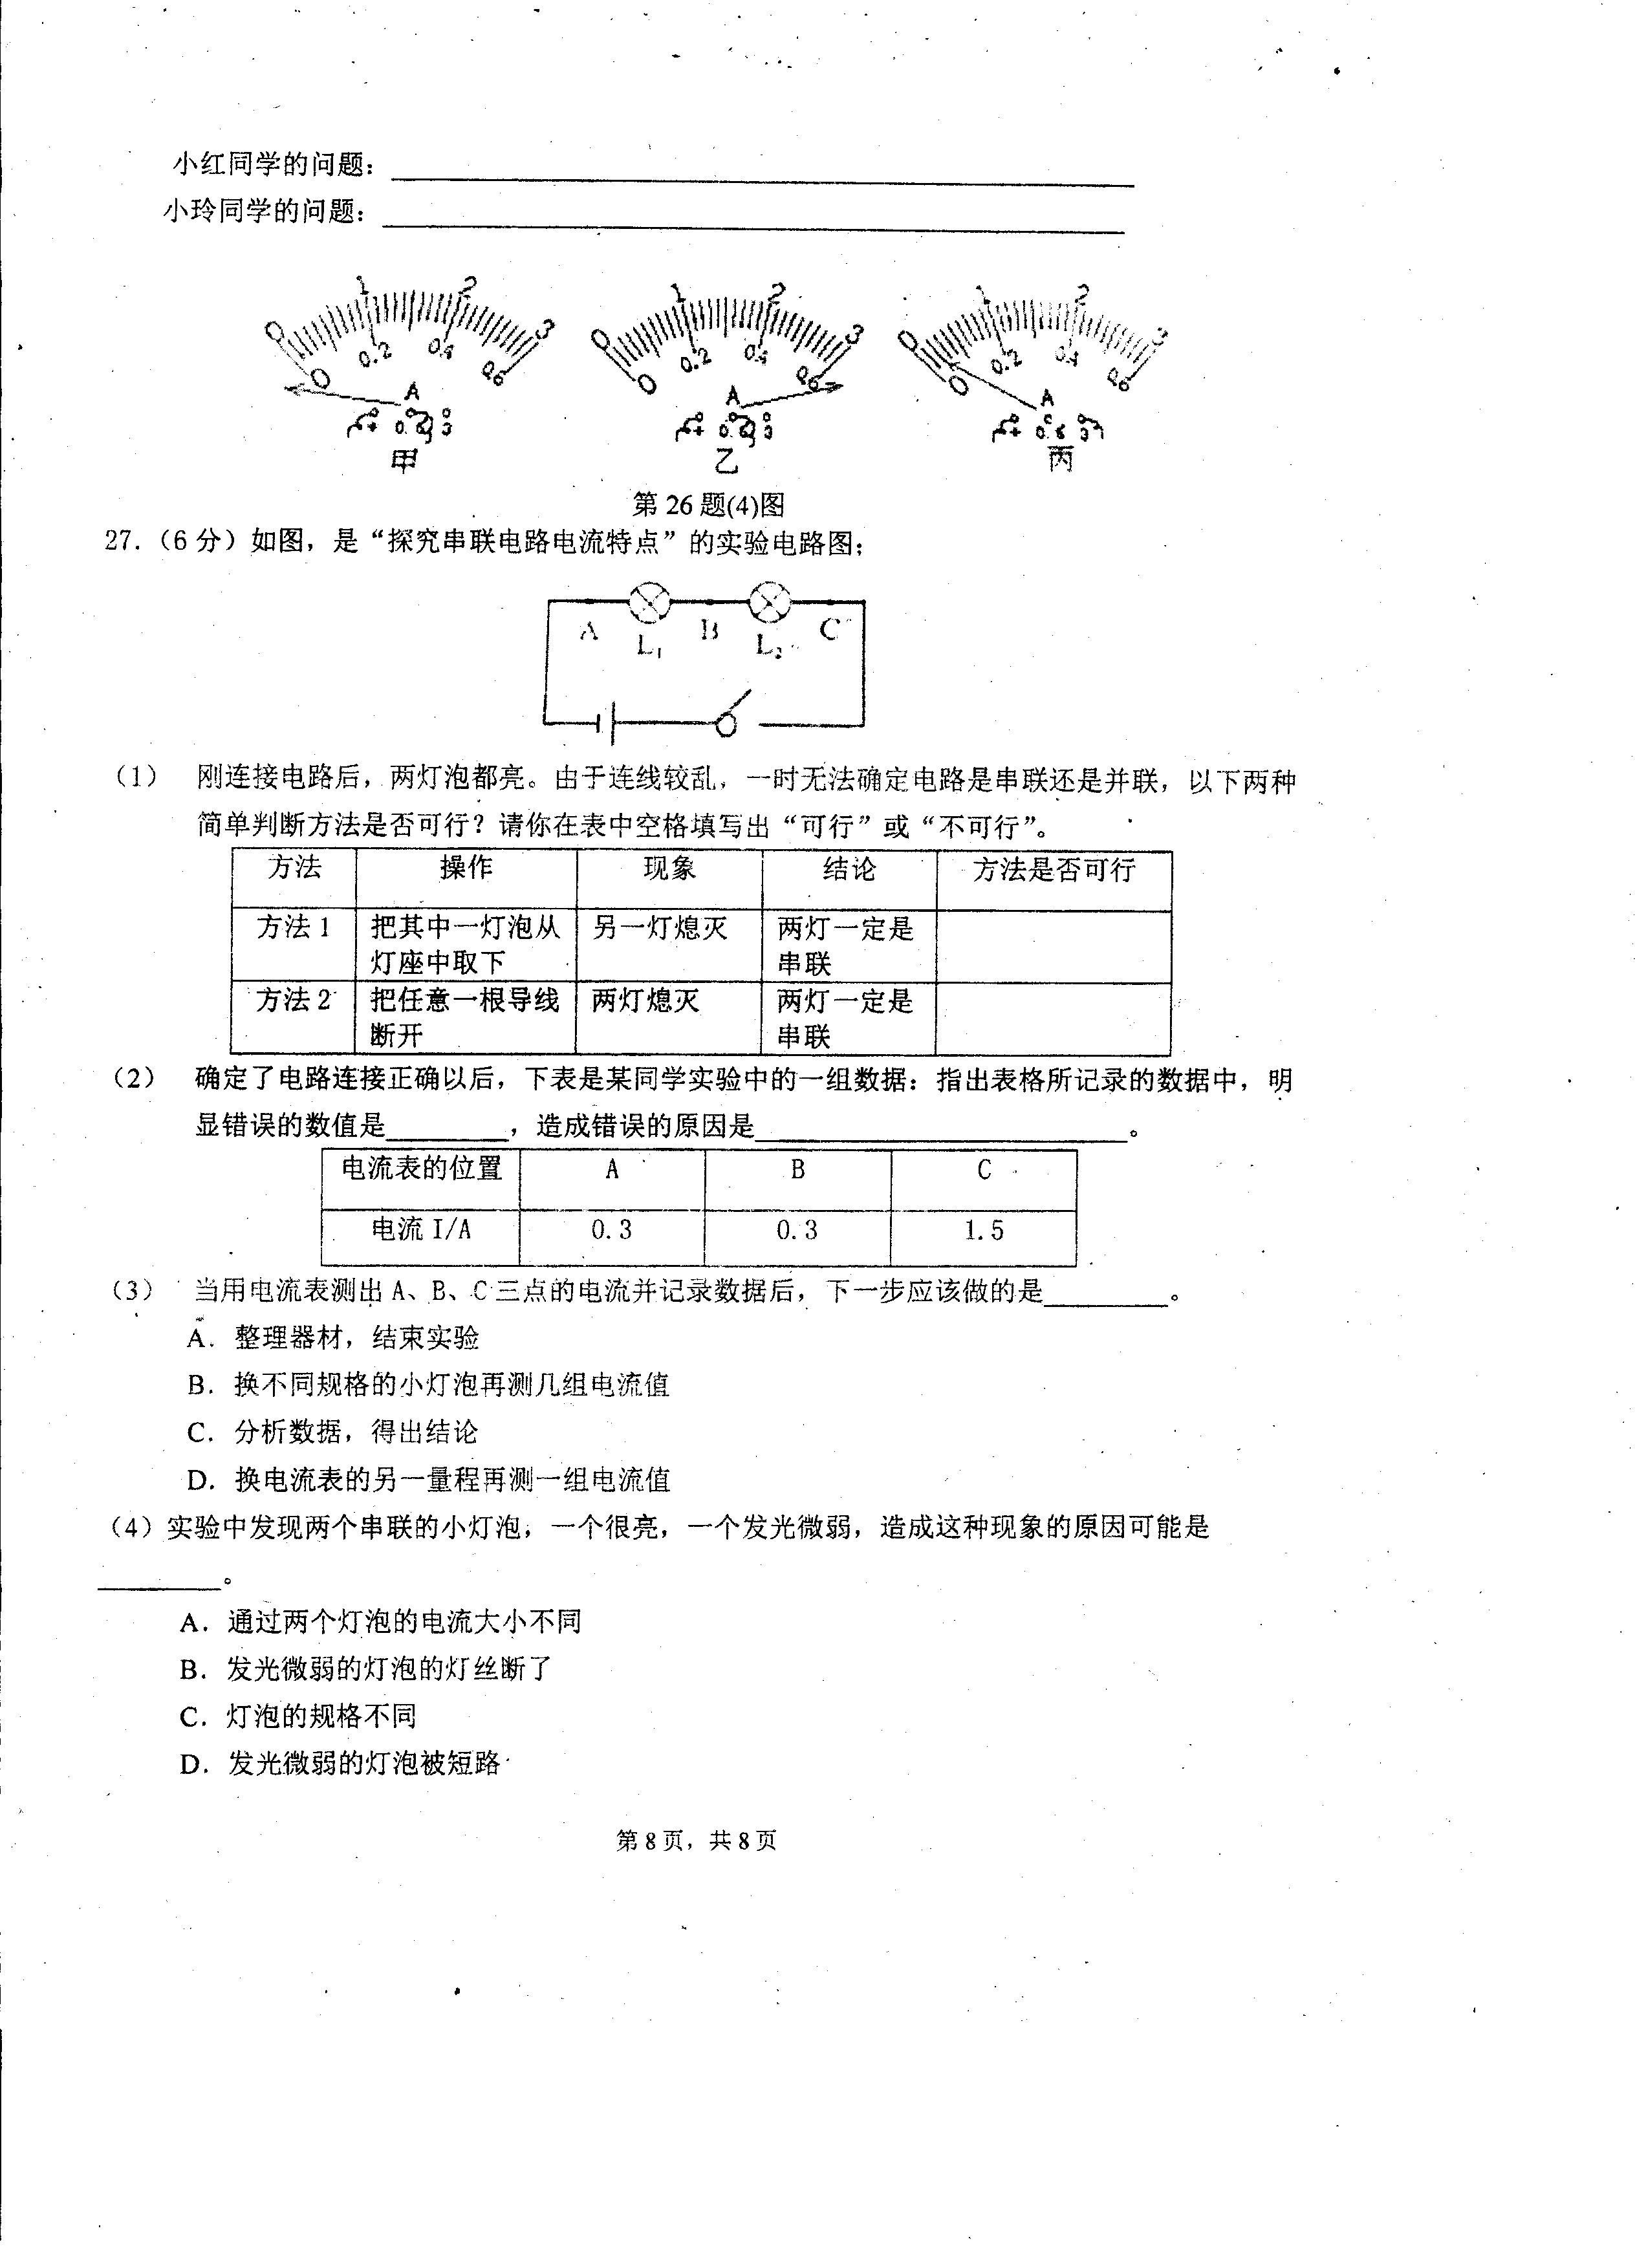 小红同学的问题：
小玲同学的问题：
0 1 2 3
0 0.2 0.4 0.6
A
甲
0 1 2 3
0 0.2 0.4 0.6
A
乙
0 1 2 3
0 0.2 0.4 0.6
A
丙
第 26 题(4)图
27.（6 分）如图，是“探究串联电路电流特点”的实验电路图；
A L₁ B L₂ C
（1） 刚连接电路后，两灯泡都亮。由于连线较乱，一时无法确定电路是串联还是并联，以下两种
简单判断方法是否可行？请你在表中空格填写出“可行”或“不可行”。
方法 操作 现象 结论 方法是否可行
方法 1 把其中一灯泡从 另一灯熄灭 两灯一定是
灯座中取下 串联
方法 2 把任意一根导线 两灯熄灭 两灯一定是
断开 串联
（2） 确定了电路连接正确以后，下表是某同学实验中的一组数据：指出表格所记录的数据中，明
显错误的数值是________，造成错误的原因是________________________。
电流表的位置 A B C
电流 I/A 0.3 0.3 1.5
（3） 当用电流表测出 A、B、C 三点的电流并记录数据后，下一步应该做的是________。
A. 整理器材，结束实验
B. 换不同规格的小灯泡再测几组电流值
C. 分析数据，得出结论
D. 换电流表的另一量程再测一组电流值
（4）实验中发现两个串联的小灯泡，一个很亮，一个发光微弱，造成这种现象的原因可能是
________。
A. 通过两个灯泡的电流大小不同
B. 发光微弱的灯泡的灯丝断了
C. 灯泡的规格不同
D. 发光微弱的灯泡被短路
第 8 页，共 8 页